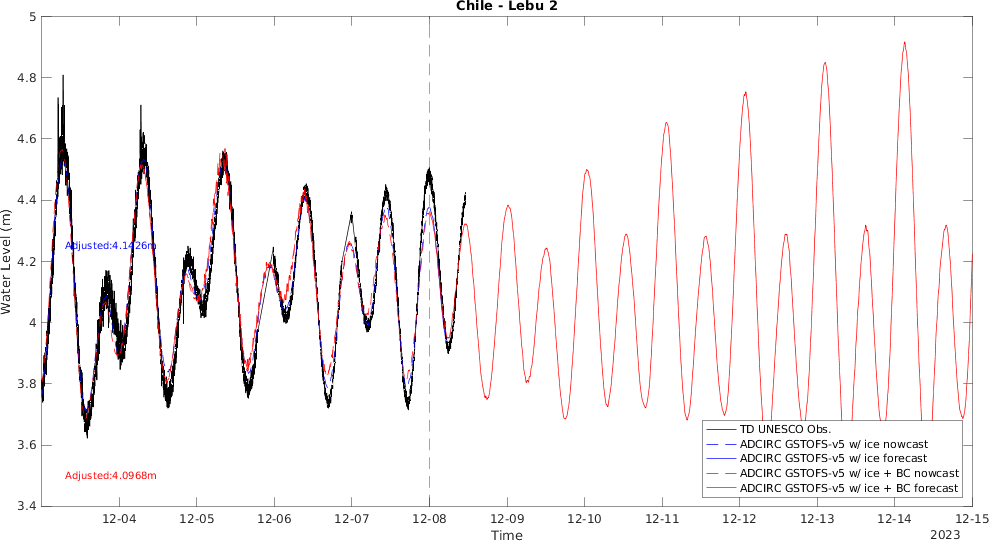 Chile - Lebu 2
Water Level (m)
5
4.8
4.6
4.4
4.2
4
3.8
3.6
3.4
Adjusted:4.1426m
Adjusted:4.0968m
TD UNESCO Obs.
ADCIRC GSTOFS-v5 w/ ice nowcast
ADCIRC GSTOFS-v5 w/ ice forecast
ADCIRC GSTOFS-v5 w/ ice + BC nowcast
ADCIRC GSTOFS-v5 w/ ice + BC forecast
12-04 12-05 12-06 12-07 12-08 12-09 12-10 12-11 12-12 12-13 12-14 12-15
Time
2023